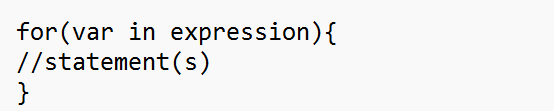 for(var in expression){
//statement(s)
}